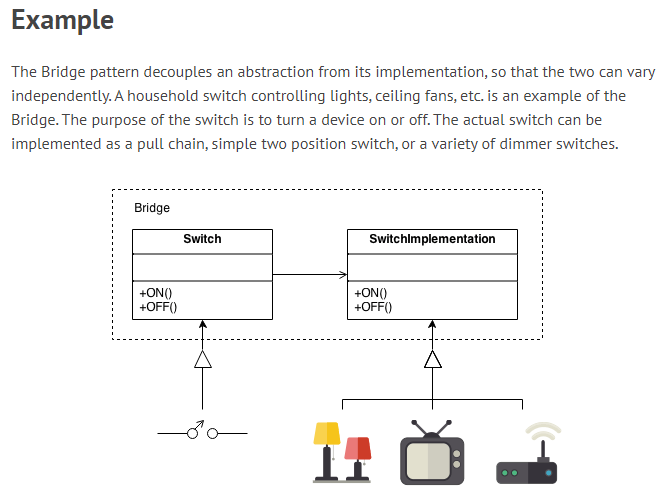 Example
The Bridge pattern decouples an abstraction from its implementation, so that the two can vary
independently. A household switch controlling lights, ceiling fans, etc. is an example of the
Bridge. The purpose of the switch is to turn a device on or off. The actual switch can be
implemented as a pull chain, simple two position switch, or a variety of dimmer switches.
Bridge
Switch
+ON()
+OFF()
SwitchImplementation
+ON()
+OFF()